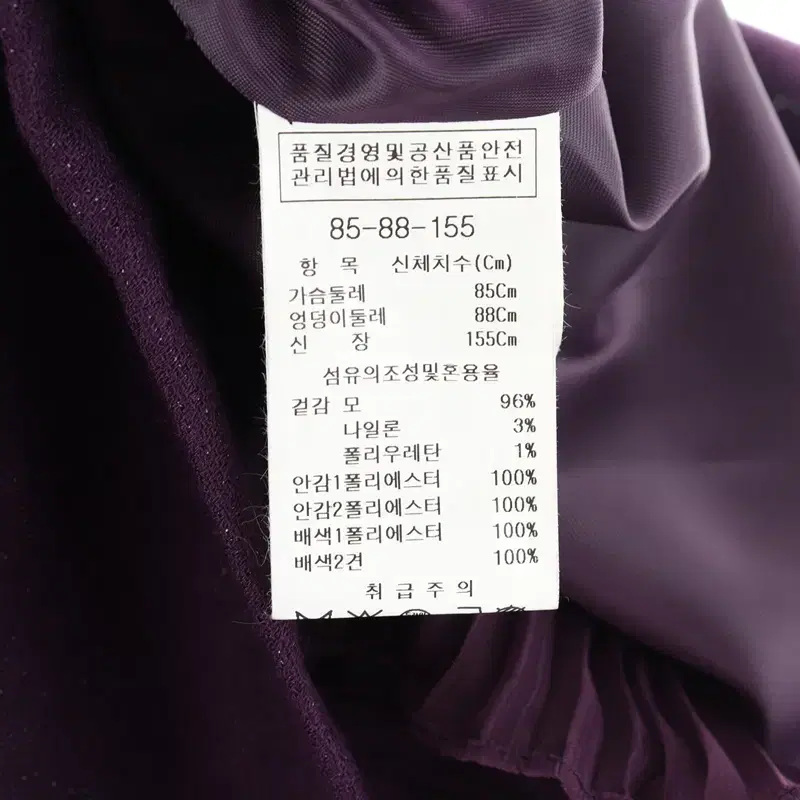 품질경영및공산품안전
관리법에의한품질표시
85-88-155
항 목 신체치수(Cm)
가슴둘레 85Cm
엉덩이둘레 88Cm
신 장 155Cm
섬유의조성및혼용율
겉감 모 96%
나일론 3%
폴리우레탄 1%
안감1폴리에스터 100%
안감2폴리에스터 100%
배색1폴리에스터 100%
배색2견 100%
취급주의